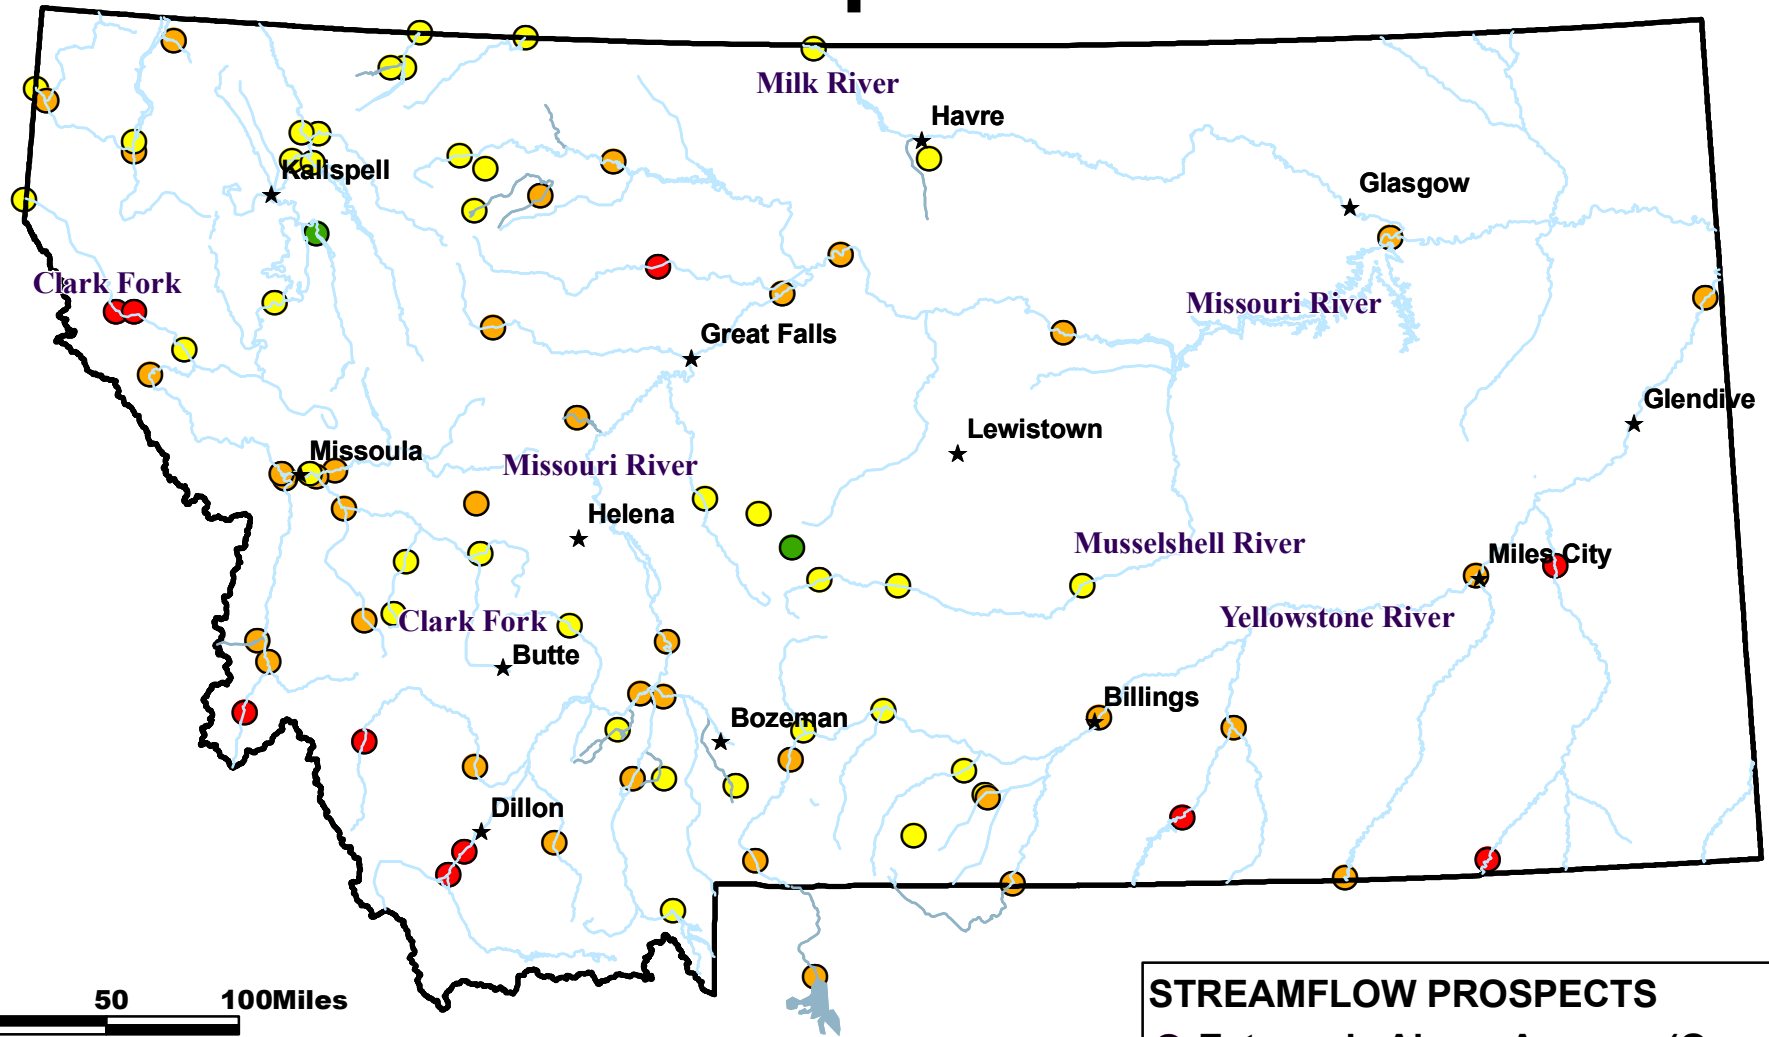 Milk River
Havre
Kalispell
Glasgow
Clark Fork
Missouri River
Great Falls
Glendive
Lewistown
Missoula
Missouri River
Helena
Musselshell River
Miles City
Clark Fork
Yellowstone River
Butte
Billings
Bozeman
Dillon
50 100Miles
STREAMFLOW PROSPECTS